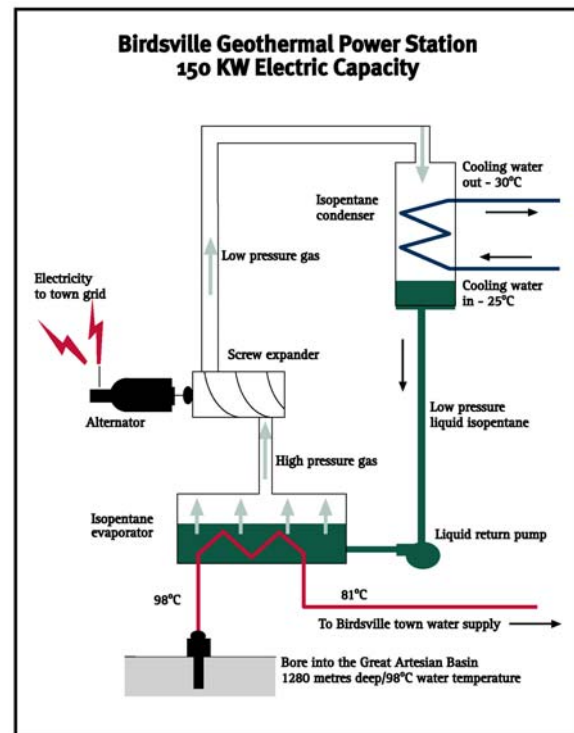 Birdsville Geothermal Power Station
150 KW Electric Capacity
Cooling water
out - 30°C
Isopentane
condenser
Low pressure gas
Electricity
to town grid
Cooling water
in - 25°C
Screw expander
Alternator
Low pressure
liquid isopentane
High pressure gas
Isopentane
evaporator
Liquid return pump
98°C
81°C
To Birdsville town water supply
Bore into the Great Artesian Basin
1280 metres deep/98°C water temperature